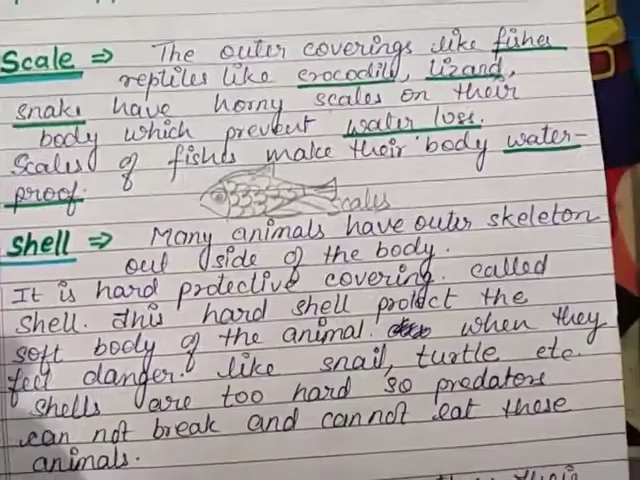 Scale ⇒ The outer coverings like fishes
reptiles like crocodile, lizard,
snake have horny scales on their
body which prevent water loss.
Scales of fishes make their body water-
proof.
scales
Shell ⇒ Many animals have outer skeleton
out side of the body.
It is hard protective covering. called
shell. This hard shell protect the
soft body of the animal. when they
feel danger. like snail, turtle etc.
shells are too hard so predators
can not break and cannot eat these
animals.